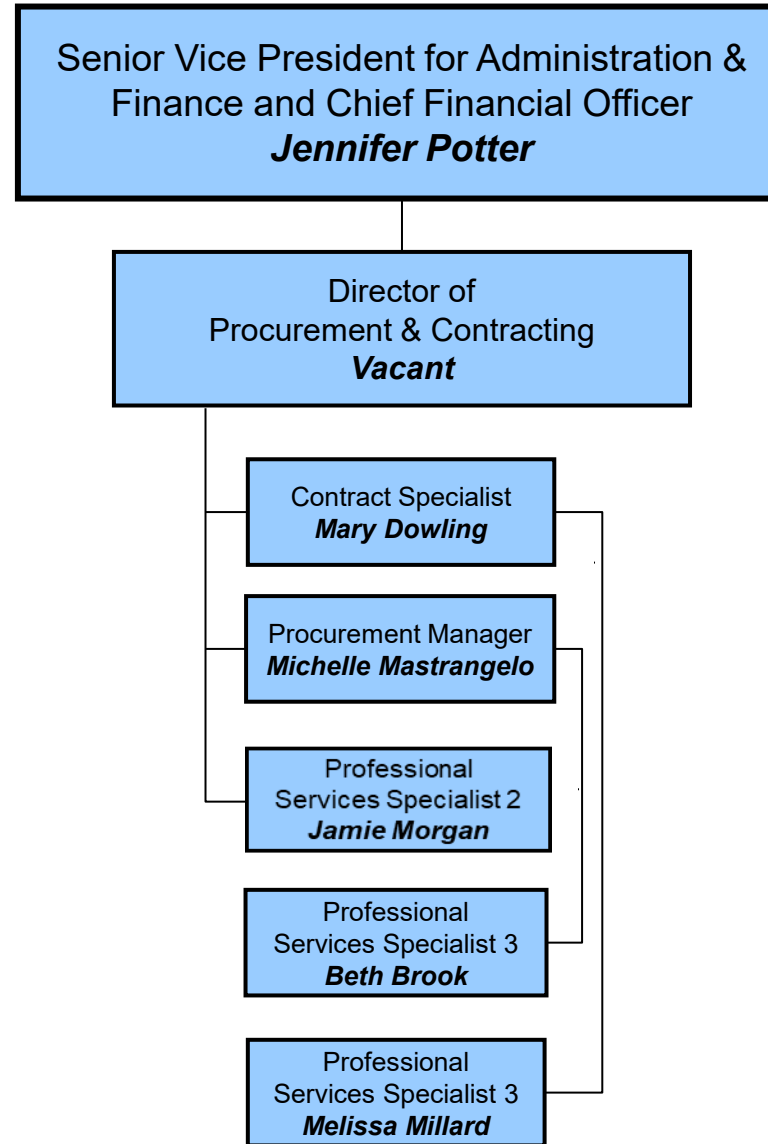 Senior Vice President for Administration &
Finance and Chief Financial Officer
Jennifer Potter
Director of
Procurement & Contracting
Vacant
Contract Specialist
Mary Dowling
Procurement Manager
Michelle Mastrangelo
Professional
Services Specialist 2
Jamie Morgan
Professional
Services Specialist 3
Beth Brook
Professional
Services Specialist 3
Melissa Millard